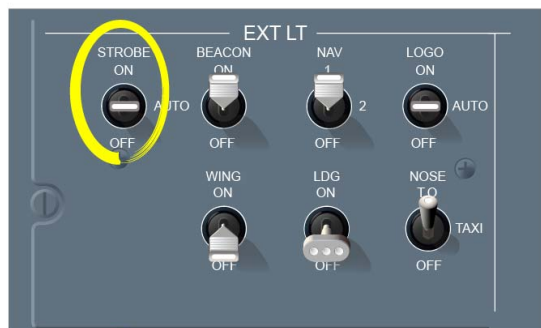 EXT LT
STROBE
ON
AUTO
OFF
BEACON
ON
OFF
NAV
1
2
OFF
LOGO
ON
AUTO
OFF
WING
ON
OFF
LDG
ON
OFF
NOSE
T.O
TAXI
OFF